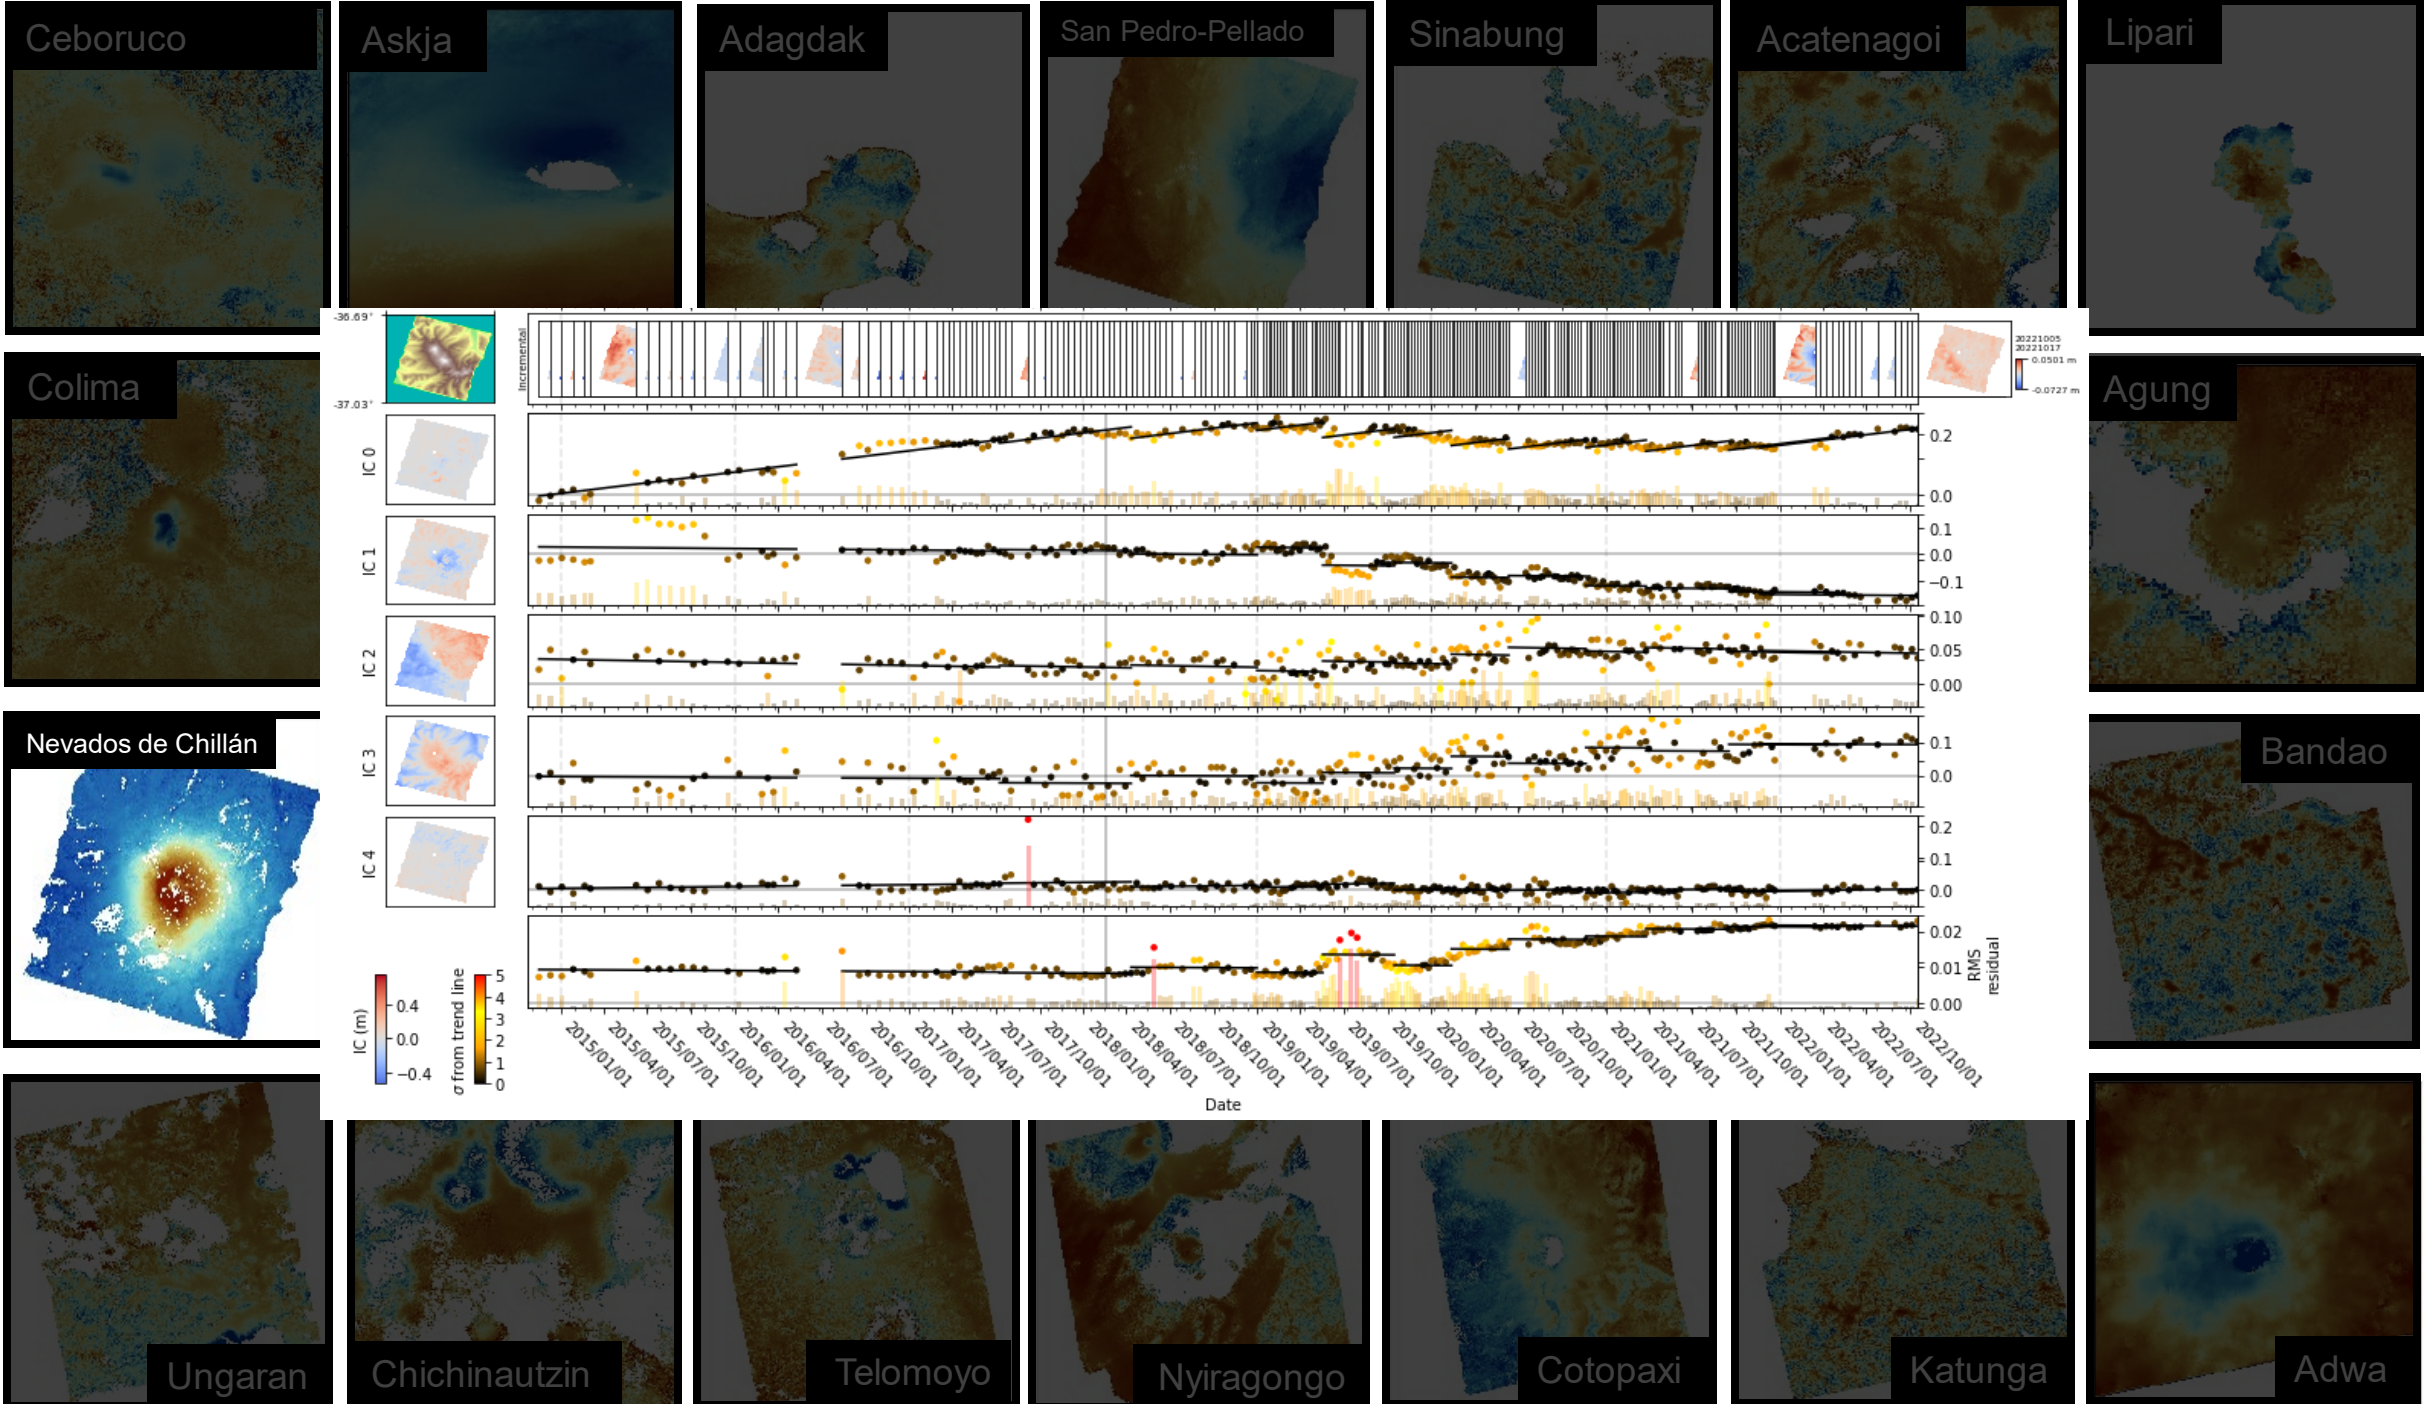 Ceboruco
Askja
Adagdak
San Pedro-Pellado
Sinabung
Acatenagoi
Lipari
Colima
Agung
Nevados de Chillán
Bandao
Ungaran
Chichinautzin
Telomoyo
Nyiragongo
Cotopaxi
Katunga
Adwa
-36.69°
-37.03°
Incremental
20221005
20221017
0.0501 m
-0.0727 m
IC 0
0.2
0.0
IC 1
0.1
0.0
−0.1
IC 2
0.10
0.05
0.00
IC 3
0.1
0.0
IC 4
0.2
0.1
0.0
0.02
0.01
0.00
RMS
residual
IC (m)
0.4
0.0
−0.4
σ from trend line
5
4
3
2
1
0
2015/01/01
2015/04/01
2015/07/01
2015/10/01
2016/01/01
2016/04/01
2016/07/01
2016/10/01
2017/01/01
2017/04/01
2017/07/01
2017/10/01
2018/01/01
2018/04/01
2018/07/01
2018/10/01
2019/01/01
2019/04/01
2019/07/01
2019/10/01
2020/01/01
2020/04/01
2020/07/01
2020/10/01
2021/01/01
2021/04/01
2021/07/01
2021/10/01
2022/01/01
2022/04/01
2022/07/01
2022/10/01
Date